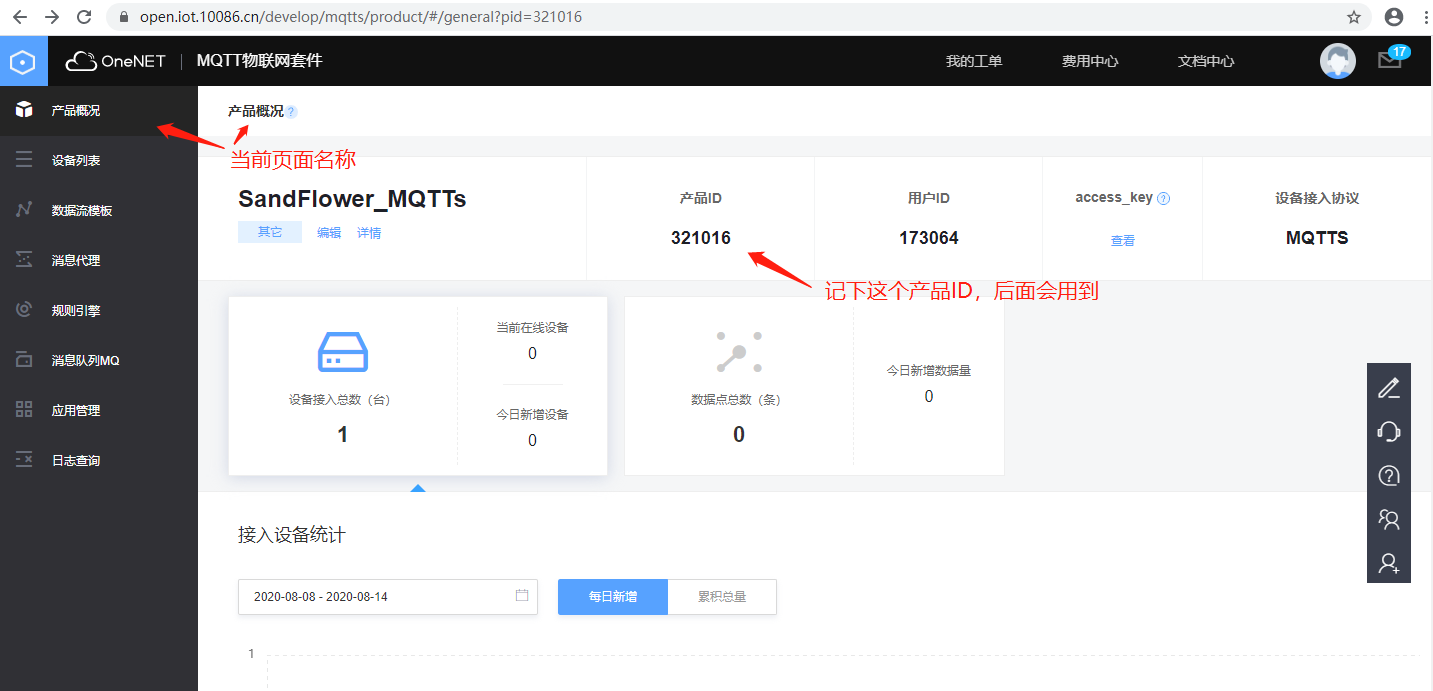 open.iot.10086.cn/develop/mqtts/product/#/general?pid=321016
OneNET | MQTT物联网套件 我的工单 费用中心 文档中心 17
产品概况
设备列表
数据流模板
消息代理
规则引擎
消息队列MQ
应用管理
日志查询
产品概况?
当前页面名称
SandFlower_MQTTs
其它 编辑 详情
产品ID
321016
用户ID
173064
access_key ?
查看
设备接入协议
MQTTS
记下这个产品ID，后面会用到
设备接入总数（台）
1
当前在线设备
0
今日新增设备
0
数据点总数（条）
0
今日新增数据量
0
接入设备统计
2020-08-08 - 2020-08-14 每日新增 累积总量
1